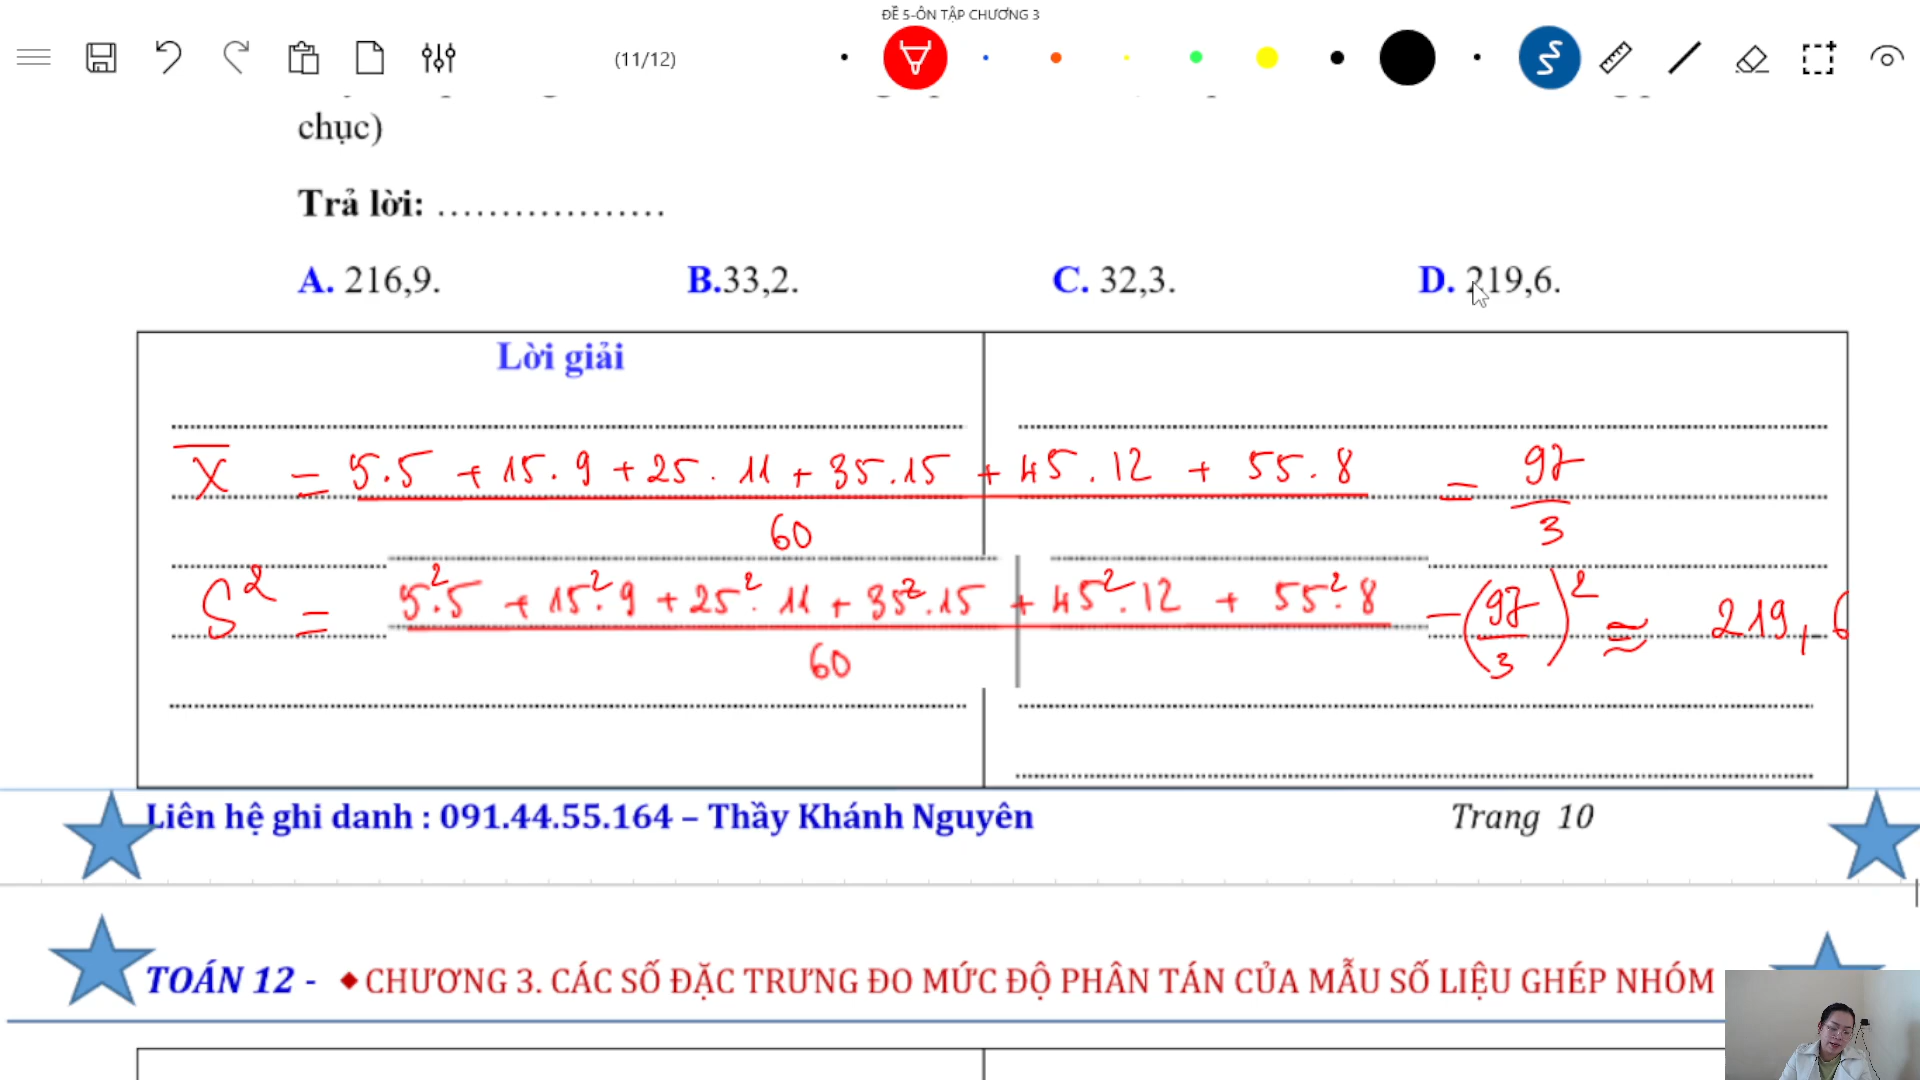 ĐỀ 5-ÔN TẬP CHƯƠNG 3
(11/12)
chục)
Trả lời: ..................
A. 216,9. B.33,2. C. 32,3. D. 219,6.
Lời giải
X̅ = (5.5 + 15.9 + 25.11 + 35.15 + 45.12 + 55.8)/60 = 97/3
S² = (5².5 + 15².9 + 25².11 + 35².15 + 45².12 + 55².8)/60 - (97/3)² ≈ 219,6
Liên hệ ghi danh : 091.44.55.164 – Thầy Khánh Nguyên Trang 10
TOÁN 12 - ♦CHƯƠNG 3. CÁC SỐ ĐẶC TRƯNG ĐO MỨC ĐỘ PHÂN TÁN CỦA MẪU SỐ LIỆU GHÉP NHÓM